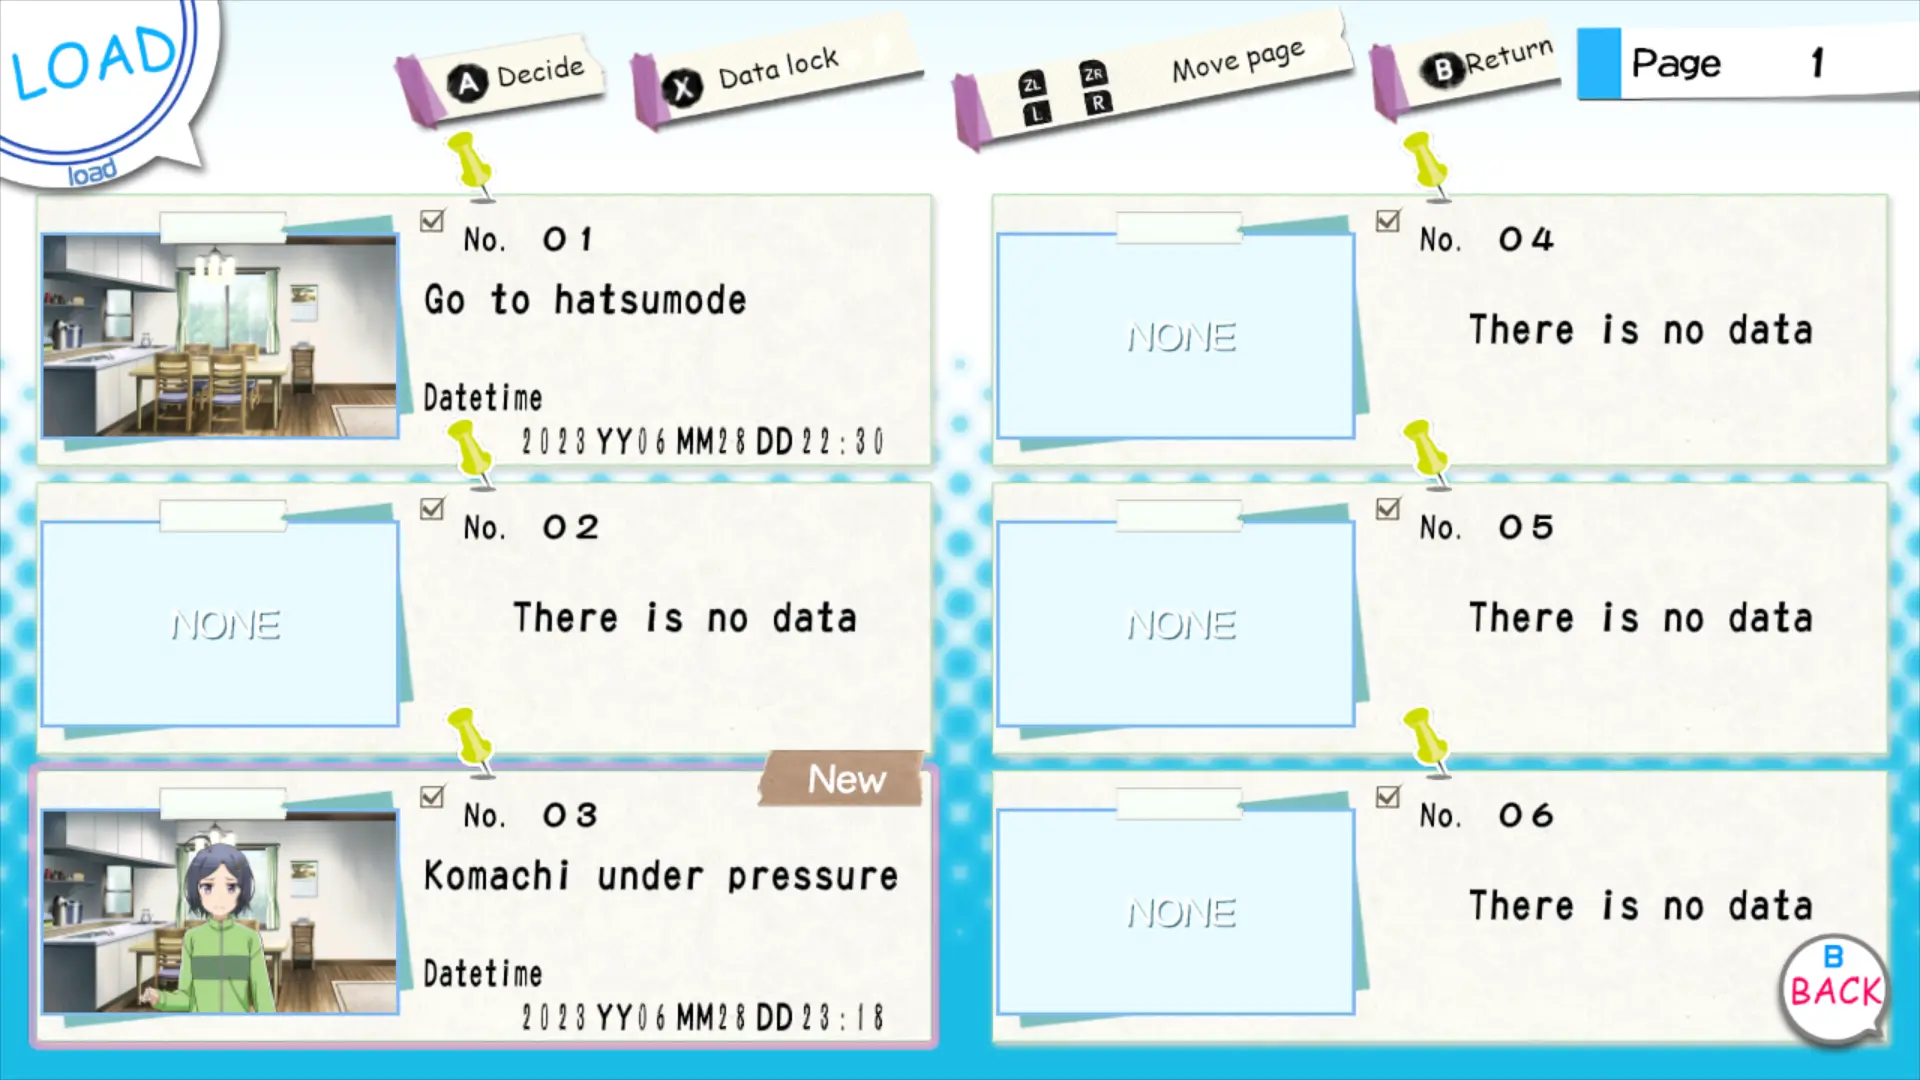 LOAD
load
A Decide
X Data lock
ZL ZR L R Move page
B Return
Page 1
No. 01
Go to hatsumode
Datetime
2023YY06MM28DD22:30
No. 02
NONE
There is no data
New
No. 03
Komachi under pressure
Datetime
2023YY06MM28DD23:18
No. 04
NONE
There is no data
No. 05
NONE
There is no data
No. 06
NONE
There is no data
B
BACK